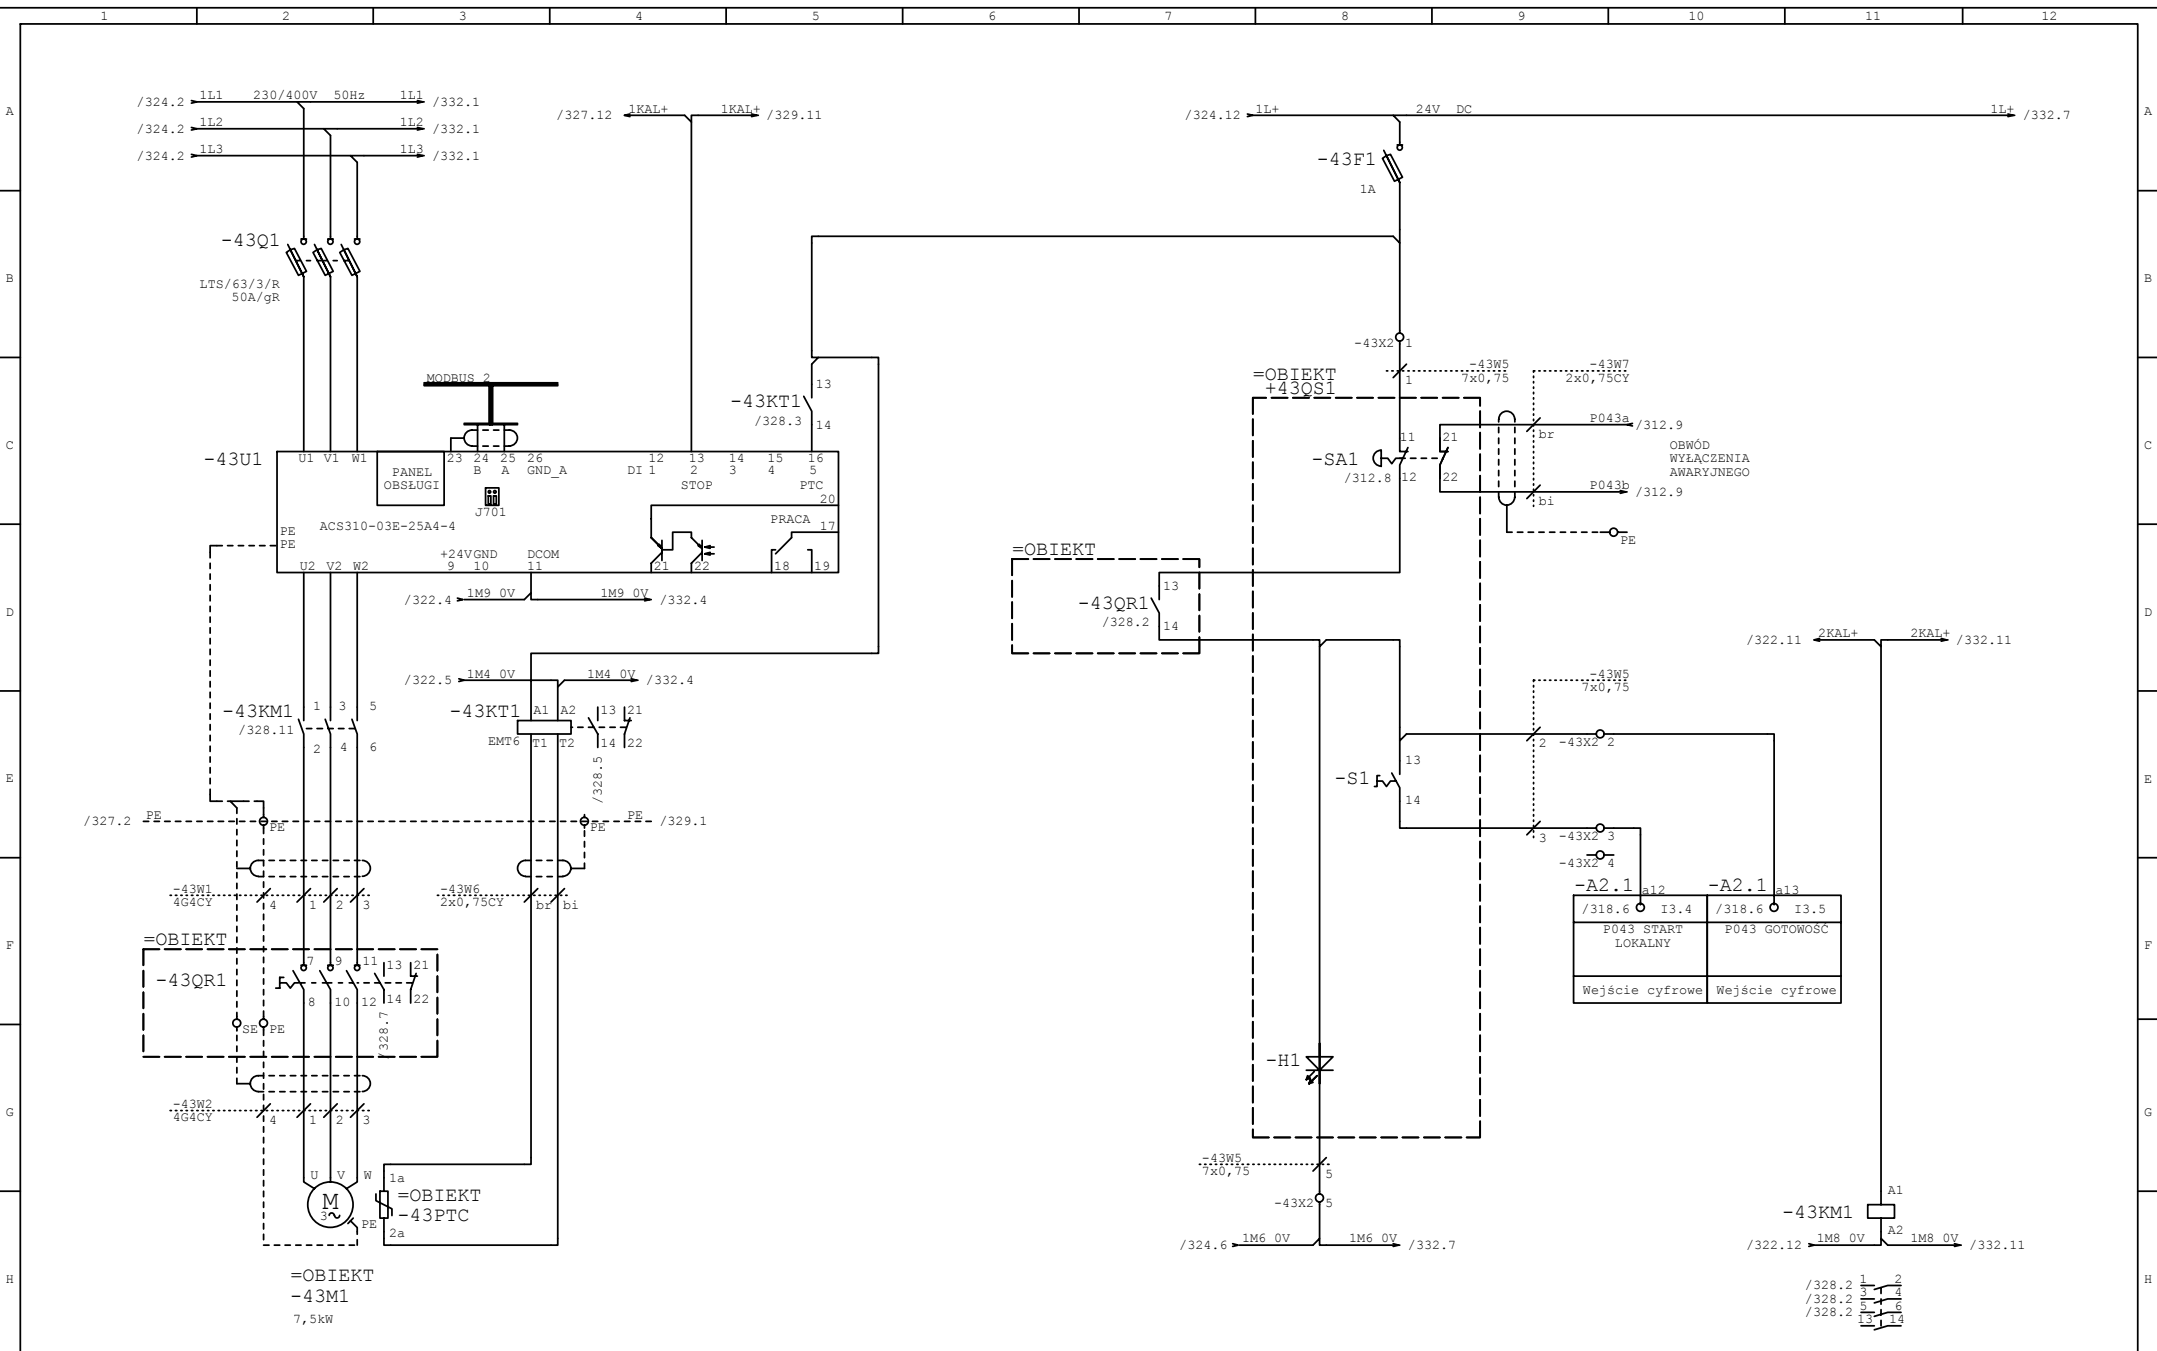 1 2 3 4 5 6 7 8 9 10 11 12
A A
B B
C C
D D
E E
F F
G G
H H
/324.2 1L1 230/400V 50Hz 1L1 /332.1
/324.2 1L2 1L2 /332.1
/324.2 1L3 1L3 /332.1
/327.12 1KAL+ 1KAL+ /329.11
/324.12 1L+ 24V DC 1L+ /332.7
-43F1
1A
-43Q1
LTS/63/3/R
50A/gR
-43X2 1
MODBUS 2
-43KT1
/328.3
13
14
=OBIEKT
+43QS1
-43W5
7x0,75
1
-43W7
2x0,75CY
P043a /312.9
br
OBWÓD
WYŁĄCZENIA
AWARYJNEGO
P043b /312.9
bi
PE
-SA1
/312.8
11 21
12 22
-43U1
U1 V1 W1
PANEL
OBSŁUGI
23 24 25 26
B A GND_A
J701
12 13 14 15 16
DI 1 2 3 4 5
STOP PTC
20
PRACA 17
ACS310-03E-25A4-4
PE
PE
+24V GND DCOM
9 10 11
U2 V2 W2
21 22 18 19
/322.4 1M9 0V 1M9 0V /332.4
=OBIEKT
-43QR1
/328.2
13
14
/322.11 2KAL+ 2KAL+ /332.11
/322.5 1M4 0V 1M4 0V /332.4
-43KM1
/328.11
1 3 5
2 4 6
-43KT1
EMT6
A1 A2 13 21
T1 T2 14 22
/328.5
-43W5
7x0,75
2 -43X2 2
-S1
13
14
3 -43X2 3
-43X2 4
/327.2 PE PE PE PE /329.1
-43W1
4G4CY
4 1 2 3
-43W6
2x0,75CY
br bi
-A2.1 a12 -A2.1 a13
/318.6 I3.4 /318.6 I3.5
P043 START
LOKALNY
P043 GOTOWOŚĆ
Wejście cyfrowe Wejście cyfrowe
=OBIEKT
-43QR1
7 9 11 13 21
8 10 12 14 22
SE PE
/328.7
-H1
-43W2
4G4CY
4 1 2 3
-43W5
7x0,75
5
-43X2 5
U V W
M
3~
PE
1a
=OBIEKT
-43PTC
2a
/324.6 1M6 0V 1M6 0V /332.7
-43KM1
A1
A2
/322.12 1M8 0V 1M8 0V /332.11
=OBIEKT
-43M1
7,5kW
/328.2 1 2
/328.2 3 4
/328.2 5 6
13 14